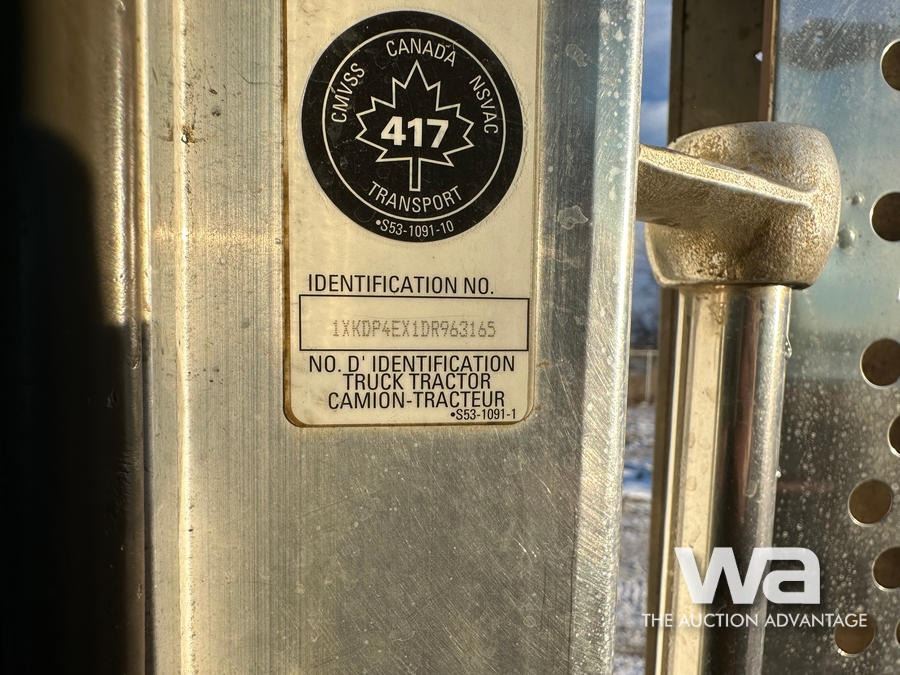 CANADA
CMVSS NSVAC
417
TRANSPORT
•S53-1091-10
IDENTIFICATION NO.
1XKDP4EX1DR963165
NO. D' IDENTIFICATION
TRUCK TRACTOR
CAMION-TRACTEUR
•S53-1091-1
wa
THE AUCTION ADVANTAGE